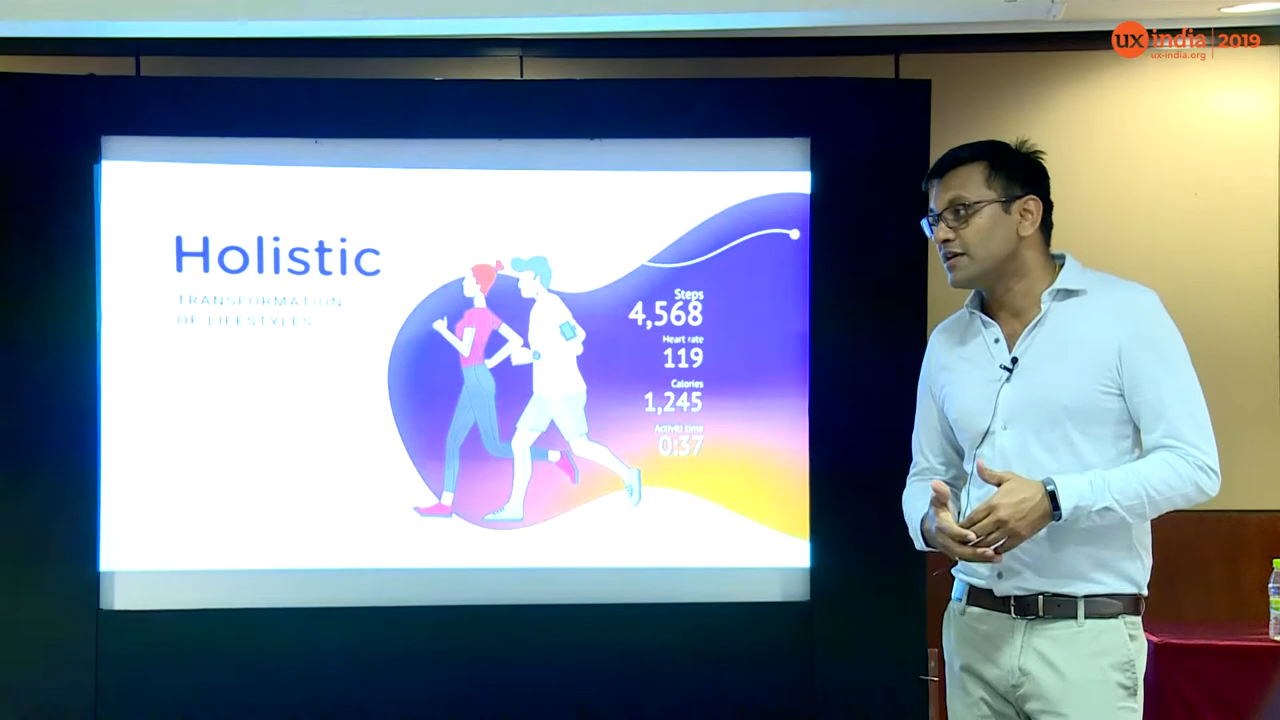 ux india 2019
ux-india.org
Holistic
TRANSFORMATION
OF LIFESTYLES
Steps
4,568
Heart rate
119
Calories
1,245
Activiti time
0:37